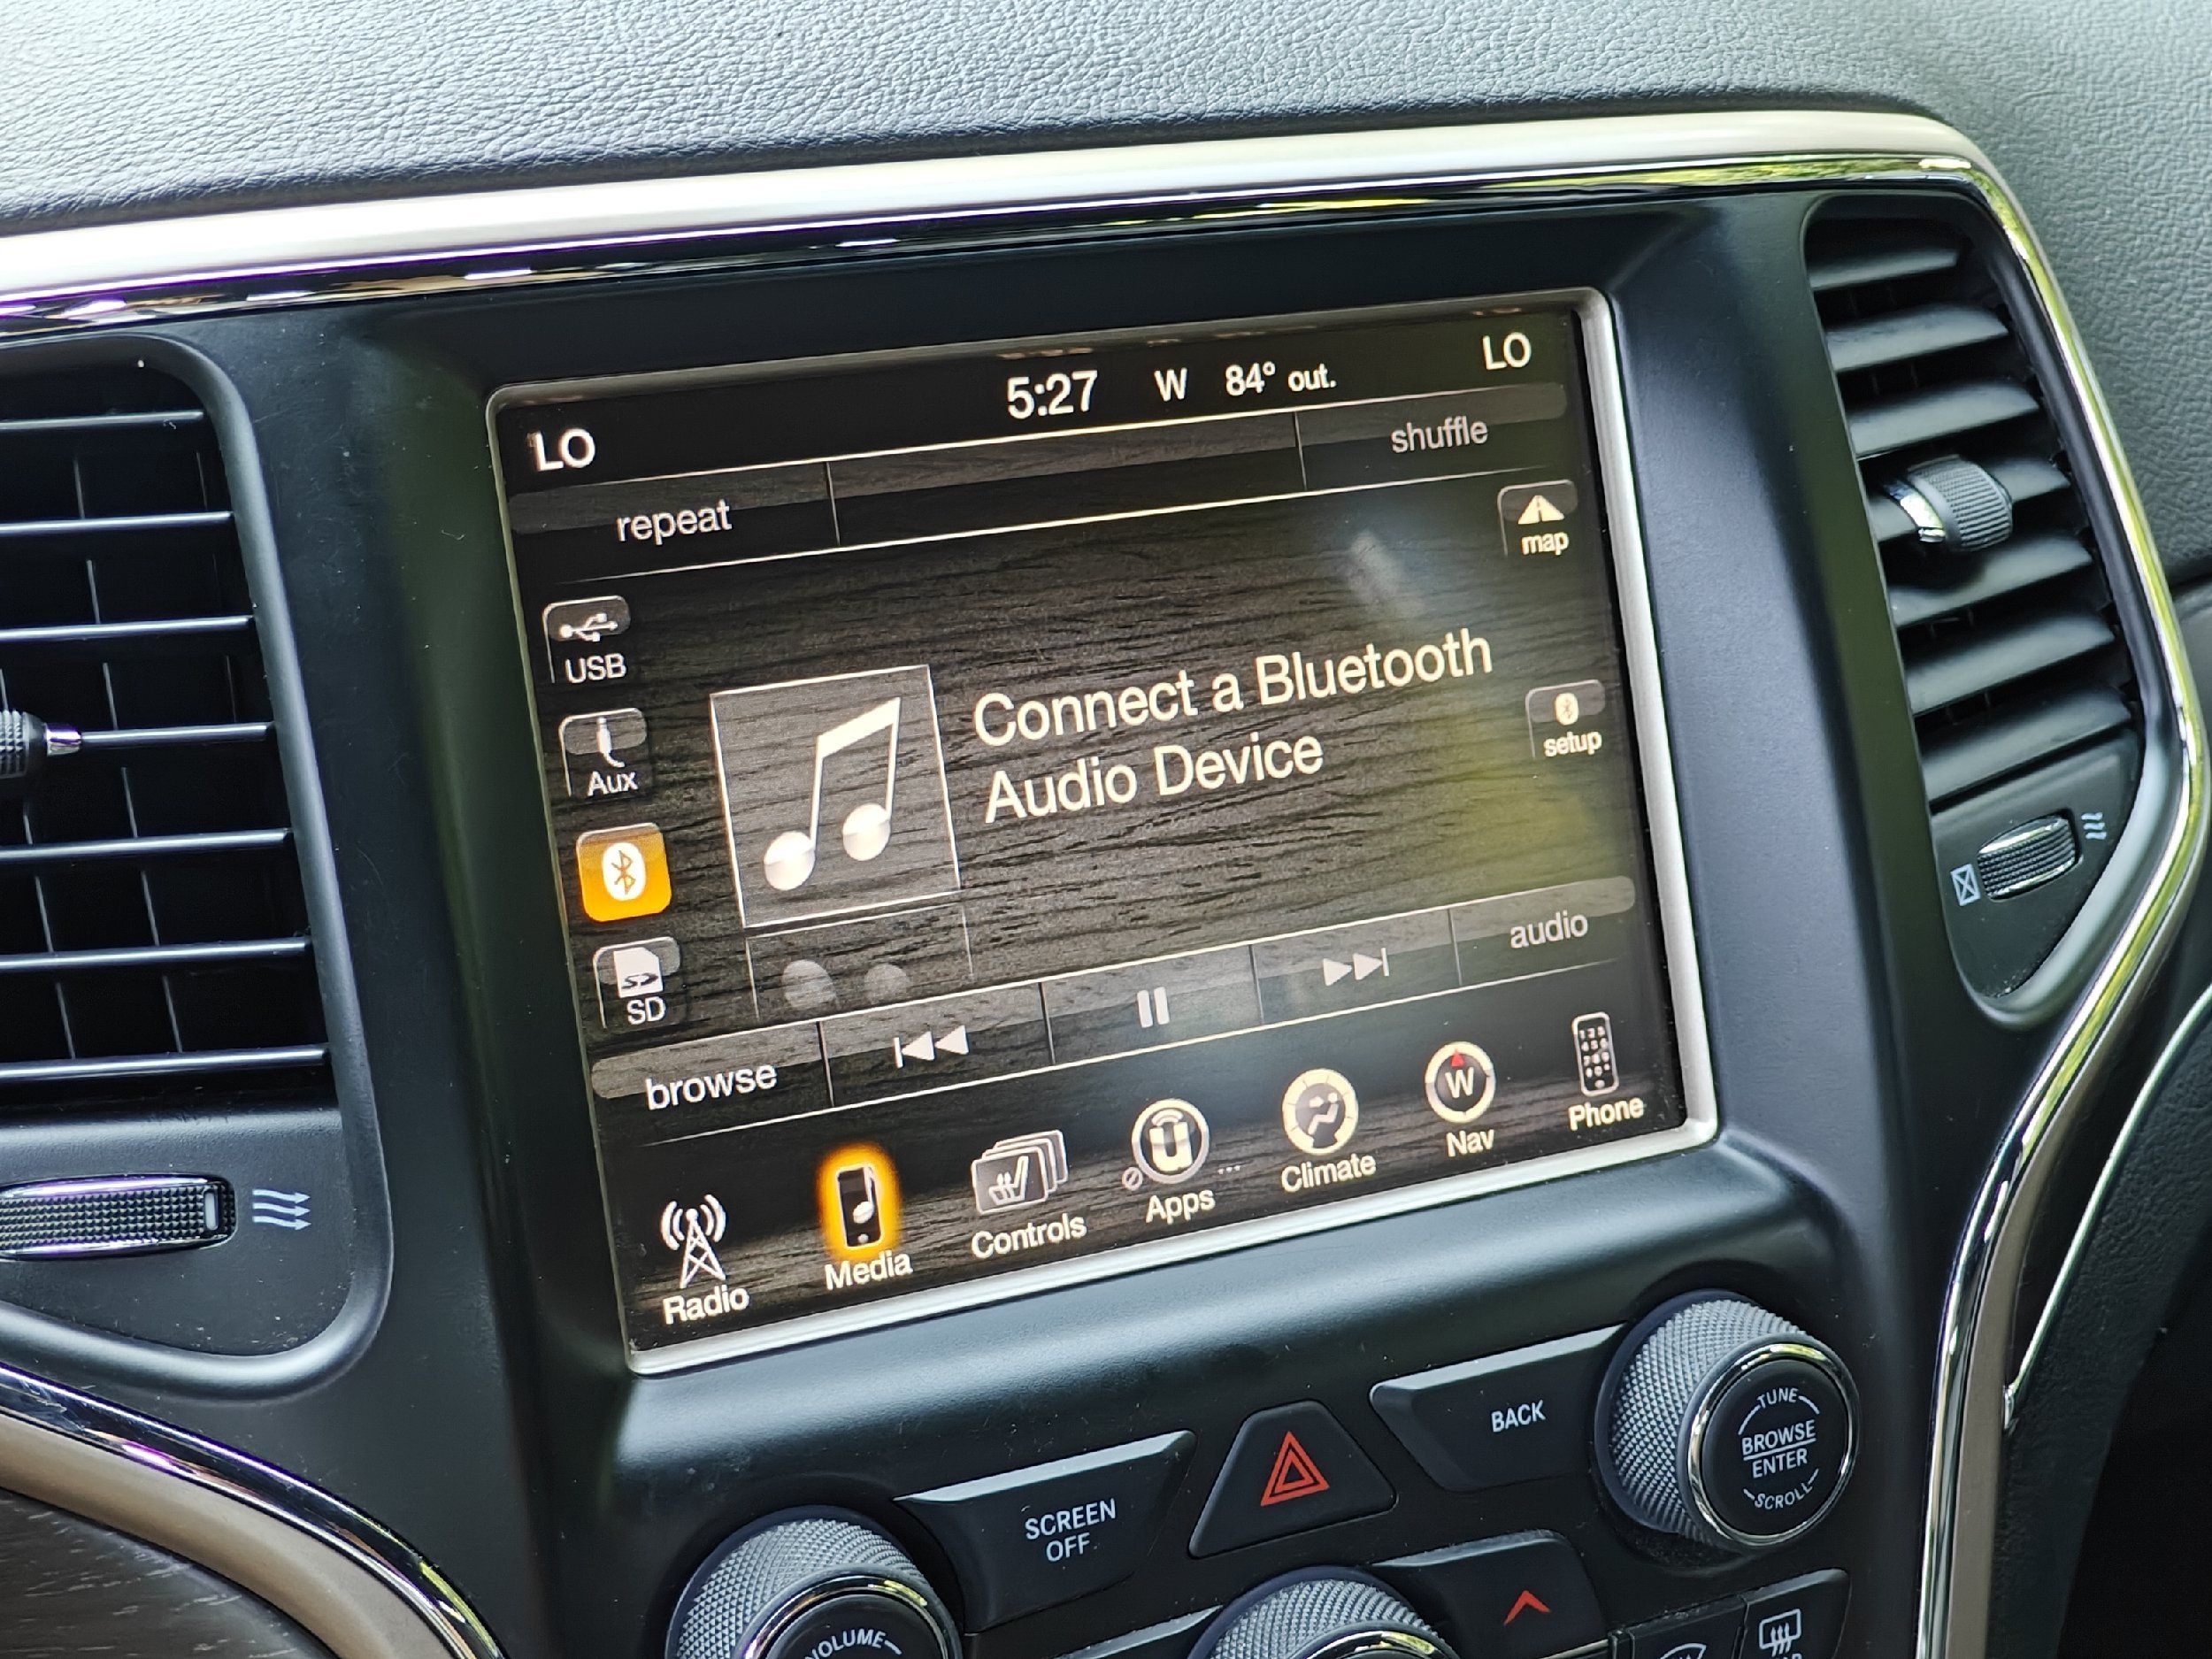 LO
5:27 W 84° out.
LO
repeat
shuffle
map
USB
Connect a Bluetooth
Audio Device
setup
Aux
SD
audio
browse
W
Radio
Media
Controls
Apps
Climate
Nav
Phone
BACK
TUNE
BROWSE
ENTER
SCROLL
SCREEN
OFF
VOLUME